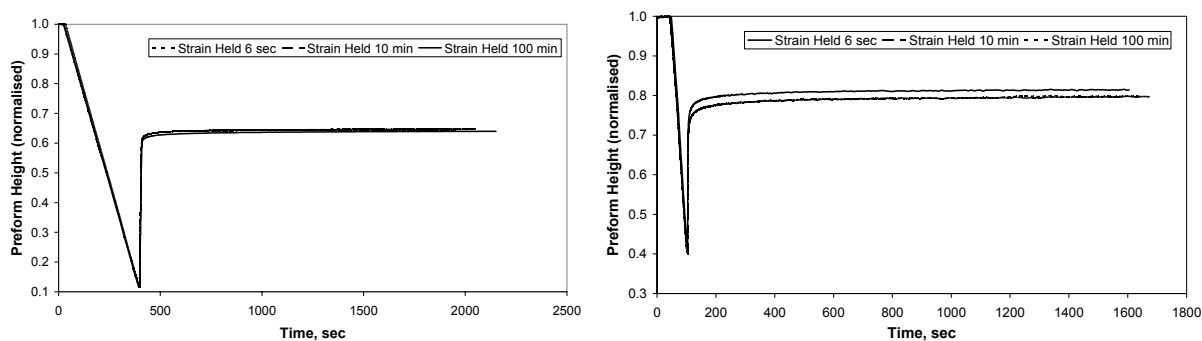 1.0
0.9
0.8
0.7
0.6
0.5
0.4
0.3
0.2
0.1
Preform Height (normalised)
Strain Held 6 sec Strain Held 10 min Strain Held 100 min
0 500 1000 1500 2000 2500
Time, sec
1.0
0.9
0.8
0.7
0.6
0.5
0.4
0.3
Preform Height (normalised)
Strain Held 6 sec Strain Held 10 min Strain Held 100 min
0 200 400 600 800 1000 1200 1400 1600 1800
Time, sec